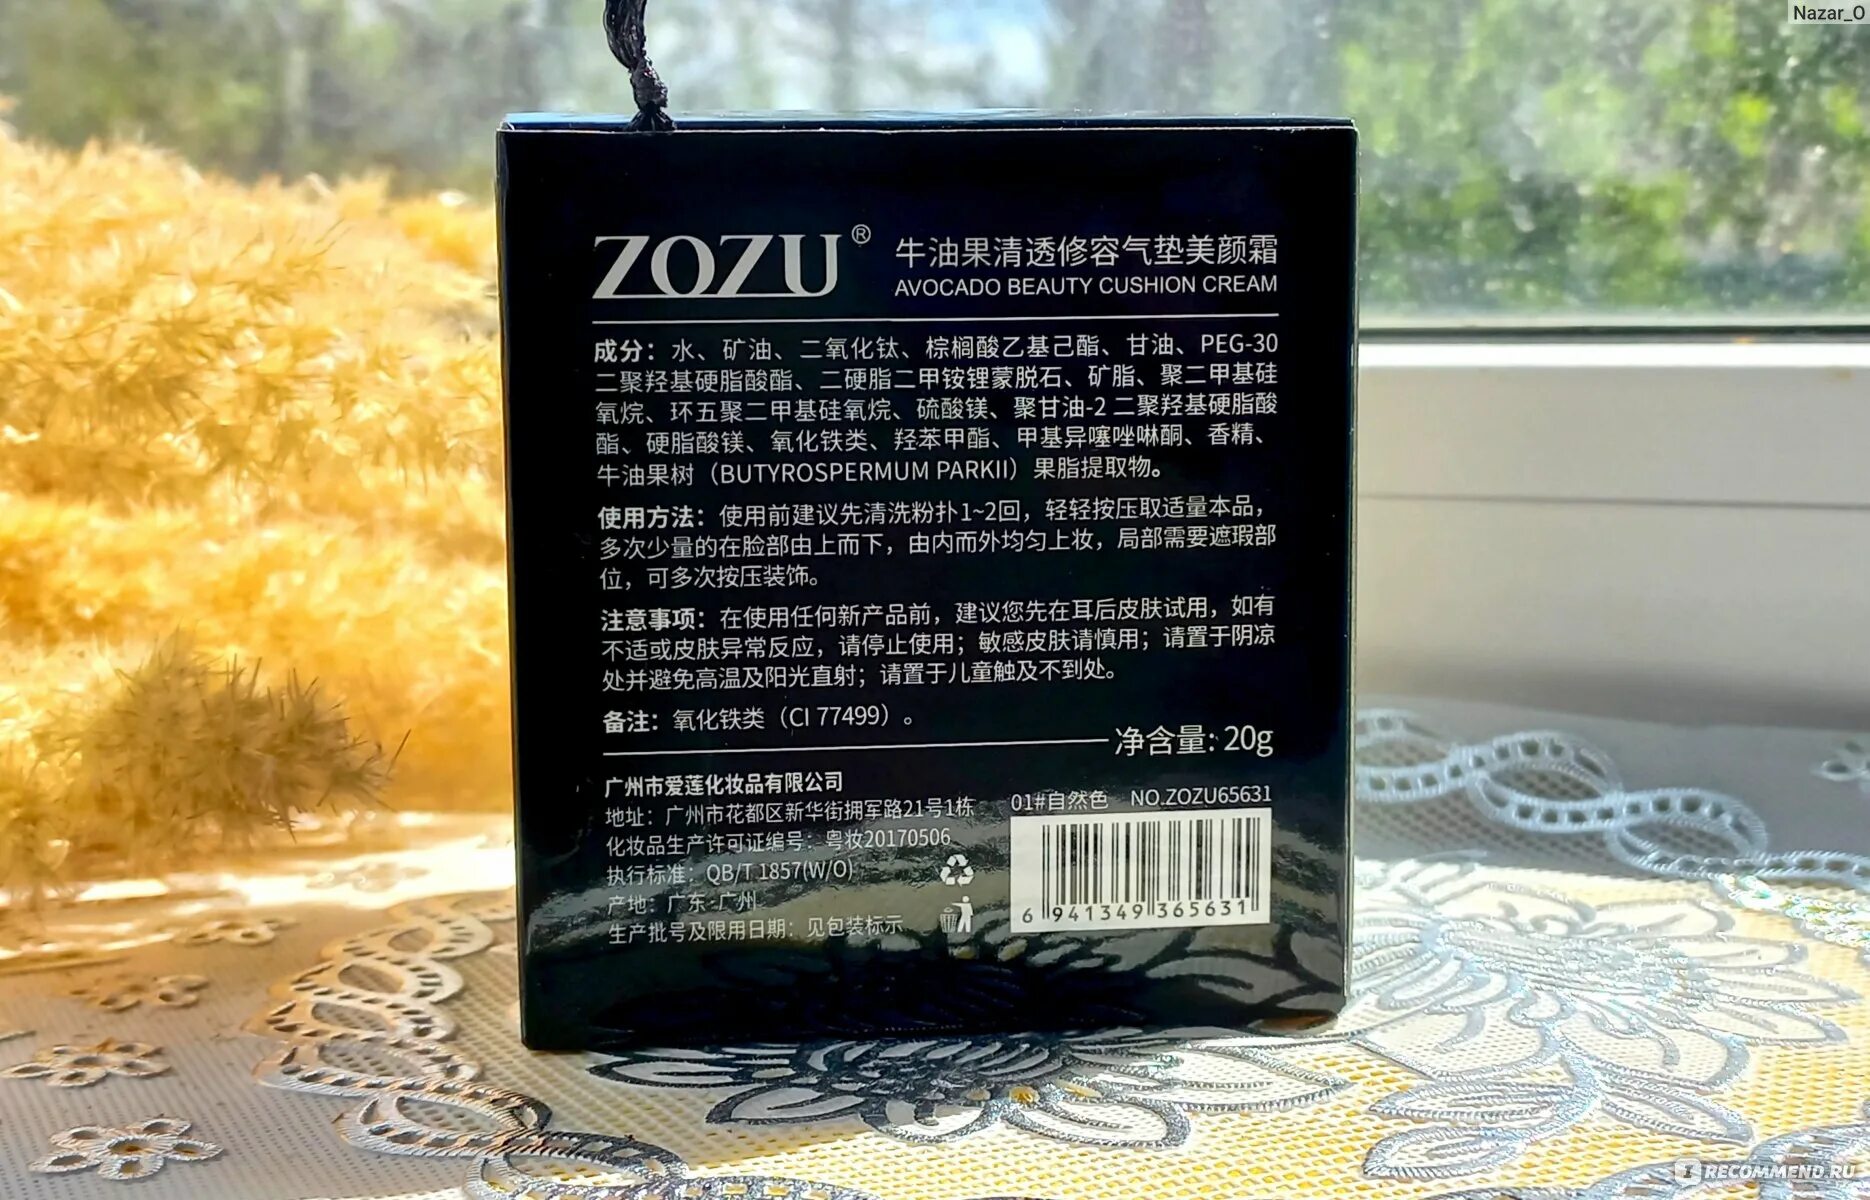 Nazar_O
ZOZU®
牛油果清透修容气垫美颜霜
AVOCADO BEAUTY CUSHION CREAM
成分：水、矿油、二氧化钛、棕榈酸乙基己酯、甘油、PEG-30
二聚羟基硬脂酸酯、二硬脂二甲铵锂蒙脱石、矿脂、聚二甲基硅
氧烷、环五聚二甲基硅氧烷、硫酸镁、聚甘油-2 二聚羟基硬脂酸
酯、硬脂酸镁、氧化铁类、羟苯甲酯、甲基异噻唑啉酮、香精、
牛油果树（BUTYROSPERMUM PARKII）果脂提取物。
使用方法：使用前建议先清洗粉扑1~2回，轻轻按压取适量本品，
多次少量的在脸部由上而下，由内而外均匀上妆，局部需要遮瑕部
位，可多次按压装饰。
注意事项：在使用任何新产品前，建议您先在耳后皮肤试用，如有
不适或皮肤异常反应，请停止使用；敏感皮肤请慎用；请置于阴凉
处并避免高温及阳光直射；请置于儿童触及不到处。
备注：氧化铁类（CI 77499）。
净含量: 20g
广州市爱莲化妆品有限公司
地址：广州市花都区新华街拥军路21号1栋
化妆品生产许可证编号：粤妆20170506
执行标准：QB/T 1857(W/O)
产地：广东·广州
生产批号及限用日期：见包装标示
01#自然色 NO.ZOZU65631
6 941349 365631
RECOMMEND.RU